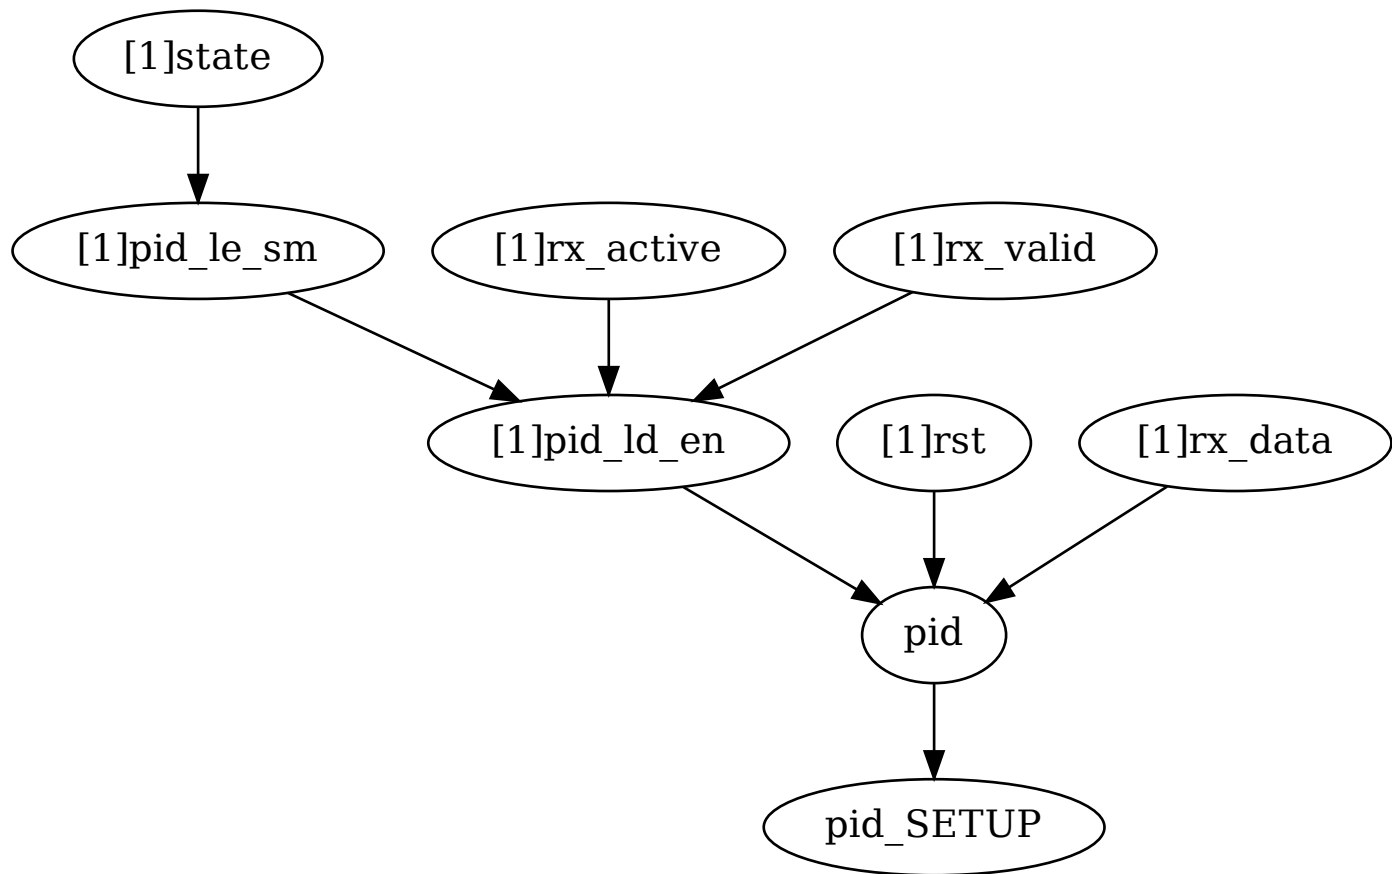 [1]state
[1]pid_le_sm
[1]rx_active
[1]rx_valid
[1]pid_ld_en
[1]rst
[1]rx_data
pid
pid_SETUP